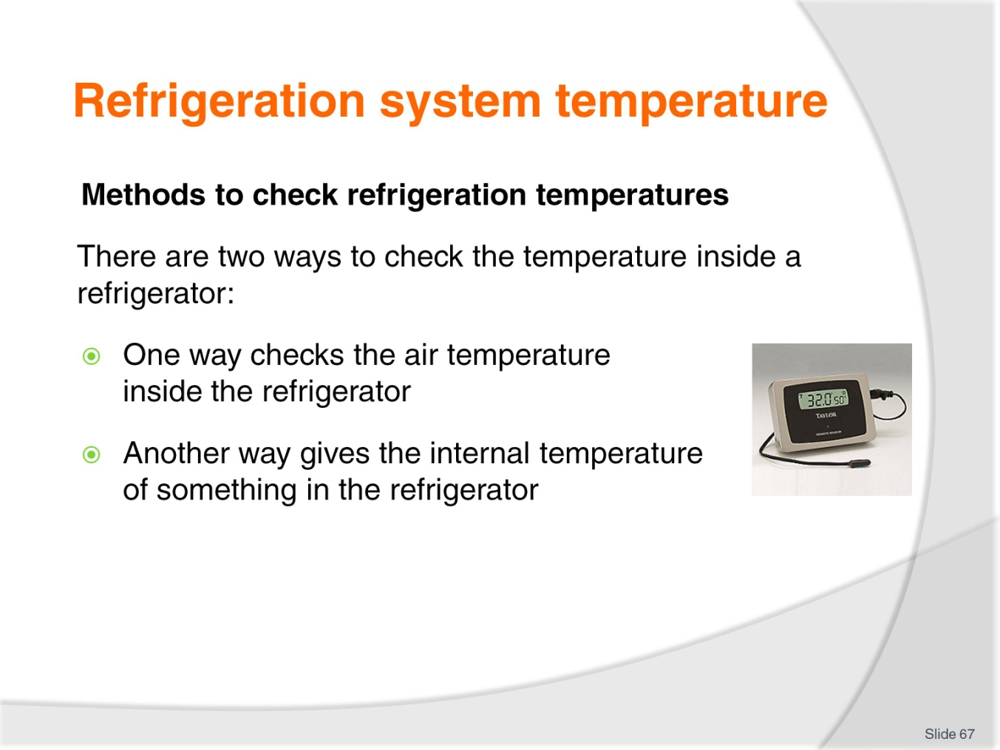 Refrigeration system temperature
Methods to check refrigeration temperatures
There are two ways to check the temperature inside a
refrigerator:
One way checks the air temperature
inside the refrigerator
Another way gives the internal temperature
of something in the refrigerator
32.0 50
TAYLOR
Slide 67